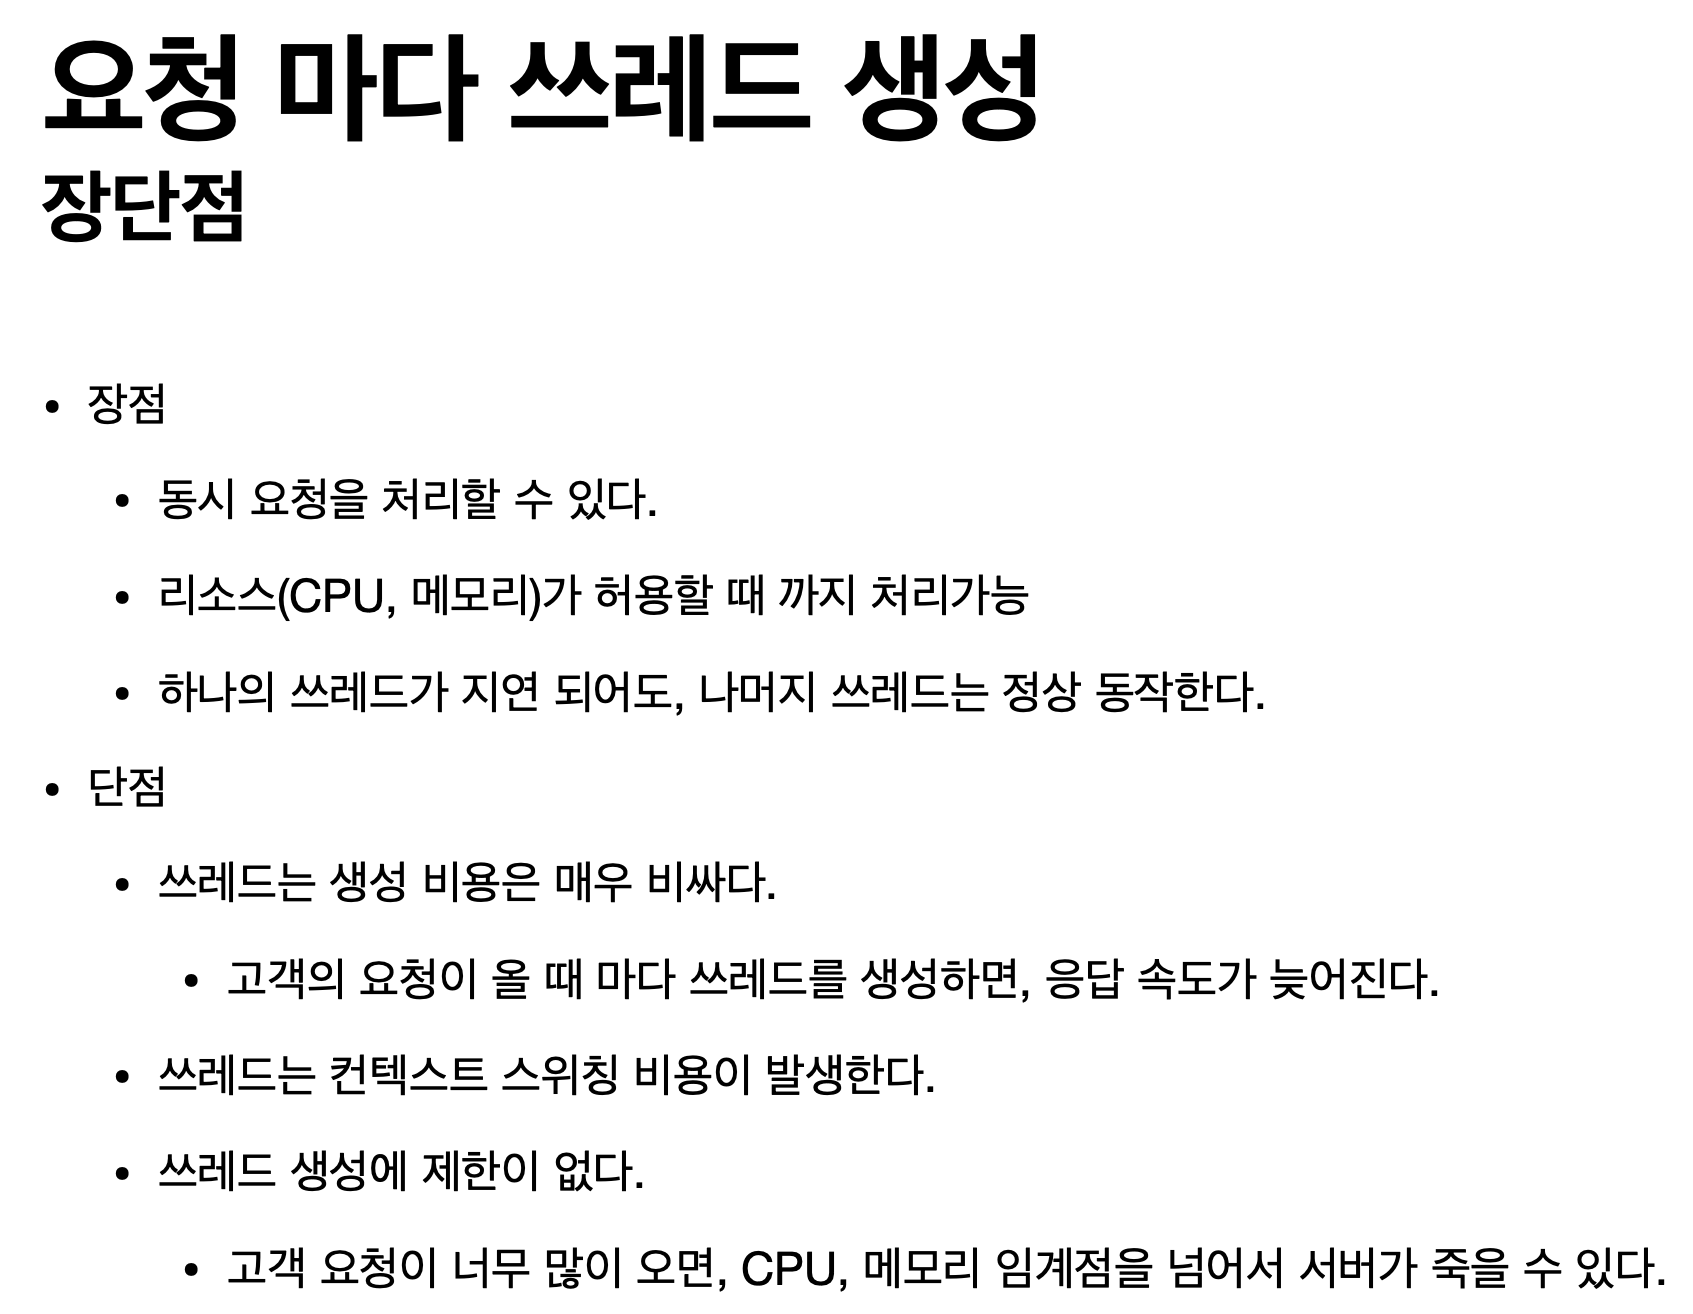 요청 마다 쓰레드 생성
장단점
• 장점
• 동시 요청을 처리할 수 있다.
• 리소스(CPU, 메모리)가 허용할 때 까지 처리가능
• 하나의 쓰레드가 지연 되어도, 나머지 쓰레드는 정상 동작한다.
• 단점
• 쓰레드는 생성 비용은 매우 비싸다.
• 고객의 요청이 올 때 마다 쓰레드를 생성하면, 응답 속도가 늦어진다.
• 쓰레드는 컨텍스트 스위칭 비용이 발생한다.
• 쓰레드 생성에 제한이 없다.
• 고객 요청이 너무 많이 오면, CPU, 메모리 임계점을 넘어서 서버가 죽을 수 있다.